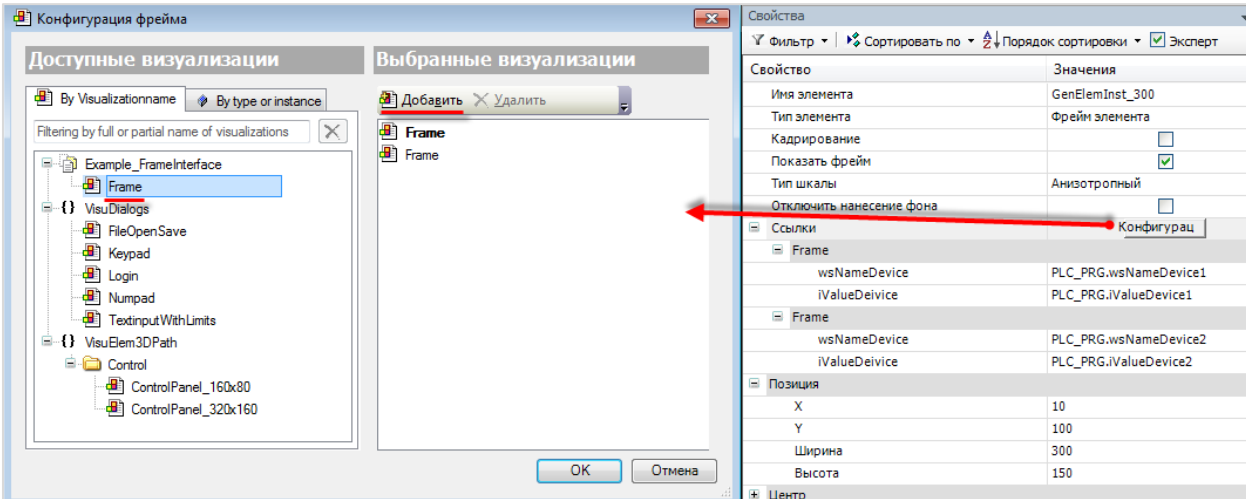 Конфигурация фрейма
Доступные визуализации
By Visualizationname
By type or instance
Filtering by full or partial name of visualizations
Example_FrameInterface
Frame
VisuDialogs
FileOpenSave
Keypad
Login
Numpad
TextinputWithLimits
VisuElem3DPath
Control
ControlPanel_160x80
ControlPanel_320x160
Выбранные визуализации
Добавить Удалить
Frame
Frame
OK Отмена
Свойства
Фильтр Сортировать по Порядок сортировки Эксперт
Свойство Значения
Имя элемента GenElemInst_300
Тип элемента Фрейм элемента
Кадрирование
Показать фрейм
Тип шкалы Анизотропный
Отключить нанесение фона
Ссылки Конфигурац
Frame
wsNameDevice PLC_PRG.wsNameDevice1
iValueDeivice PLC_PRG.iValueDevice1
Frame
wsNameDevice PLC_PRG.wsNameDevice2
iValueDeivice PLC_PRG.iValueDevice2
Позиция
X 10
Y 100
Ширина 300
Высота 150
Центр